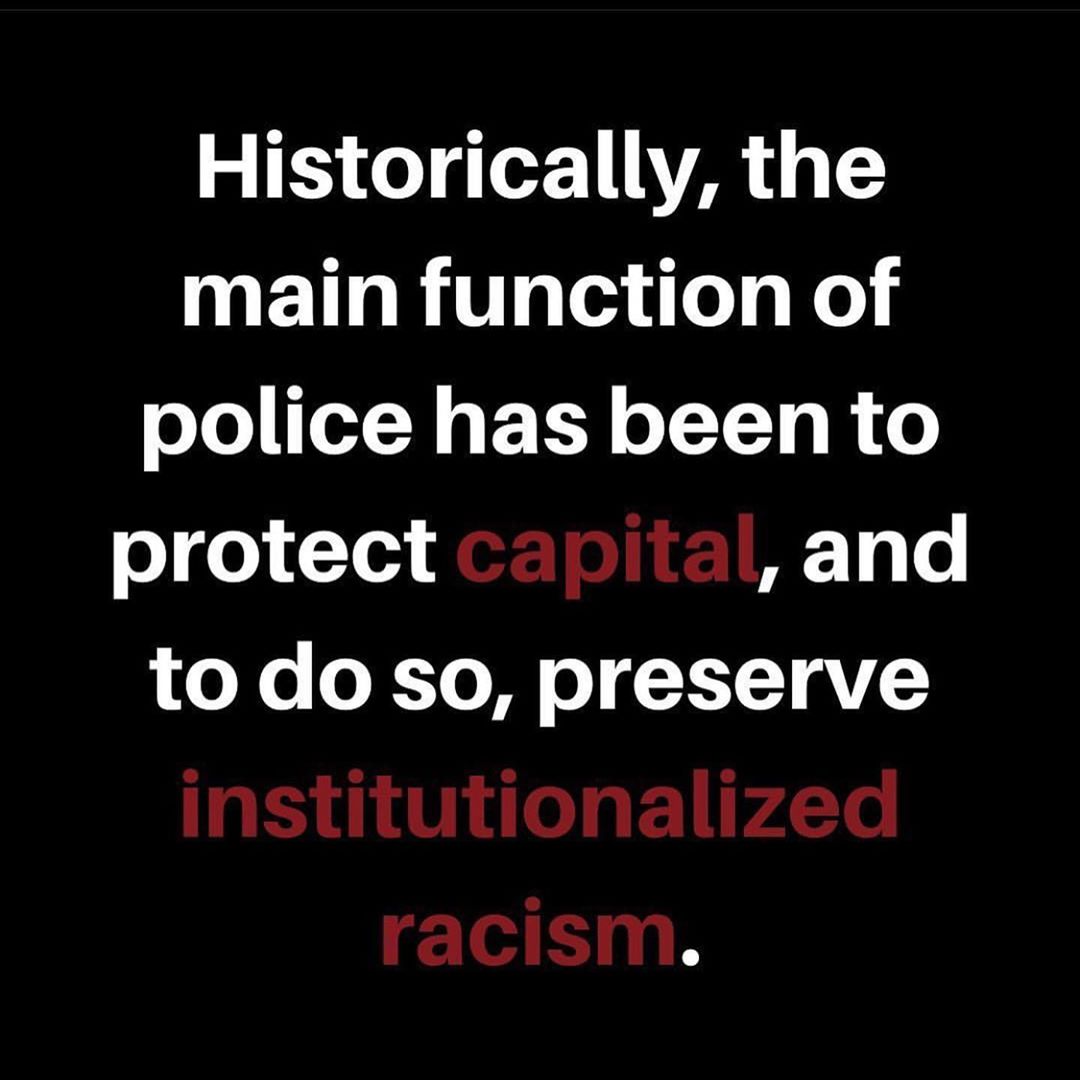 Historically, the
main function of
police has been to
protect capital, and
to do so, preserve
institutionalized
racism.